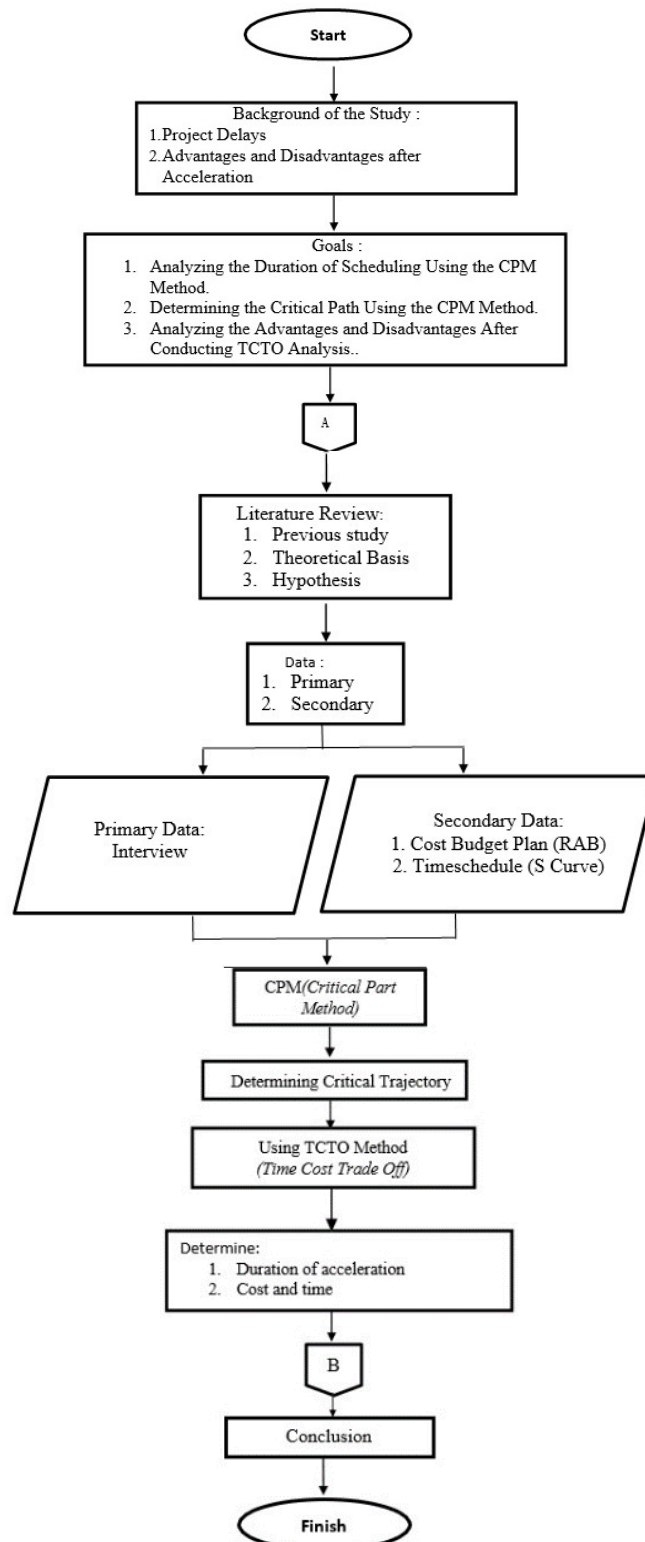 Start
Background of the Study :
1.Project Delays
2.Advantages and Disadvantages after
Acceleration
Goals :
1. Analyzing the Duration of Scheduling Using the CPM
Method.
2. Determining the Critical Path Using the CPM Method.
3. Analyzing the Advantages and Disadvantages After
Conducting TCTO Analysis..
A
Literature Review:
1. Previous study
2. Theoretical Basis
3. Hypothesis
Data :
1. Primary
2. Secondary
Primary Data:
Interview
Secondary Data:
1. Cost Budget Plan (RAB)
2. Timeschedule (S Curve)
CPM(Critical Part
Method)
Determining Critical Trajectory
Using TCTO Method
(Time Cost Trade Off)
Determine:
1. Duration of acceleration
2. Cost and time
B
Conclusion
Finish